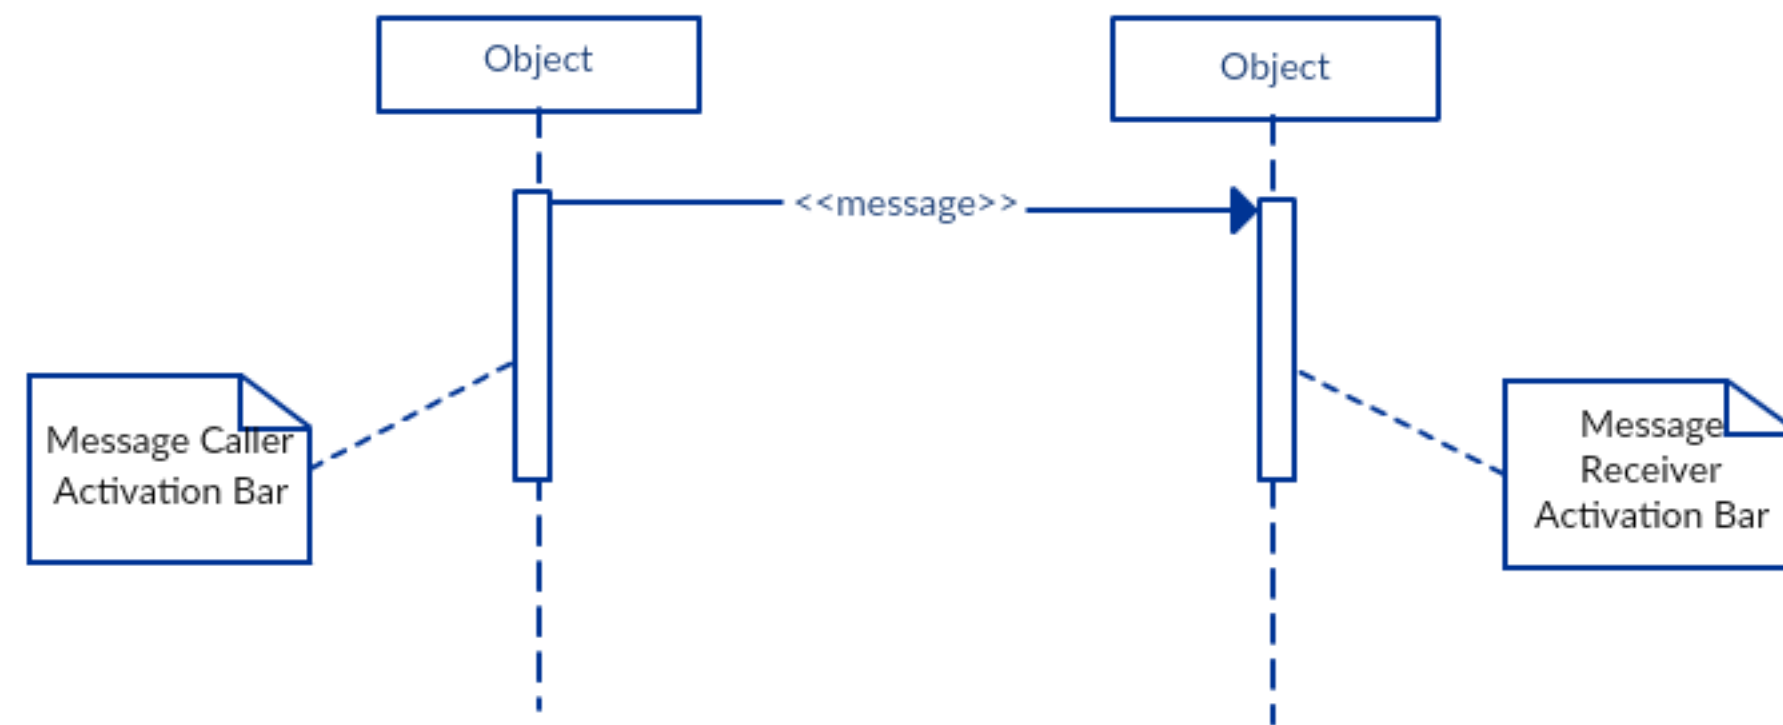 Object
Object
<<message>>
Message Caller
Activation Bar
Message
Receiver
Activation Bar